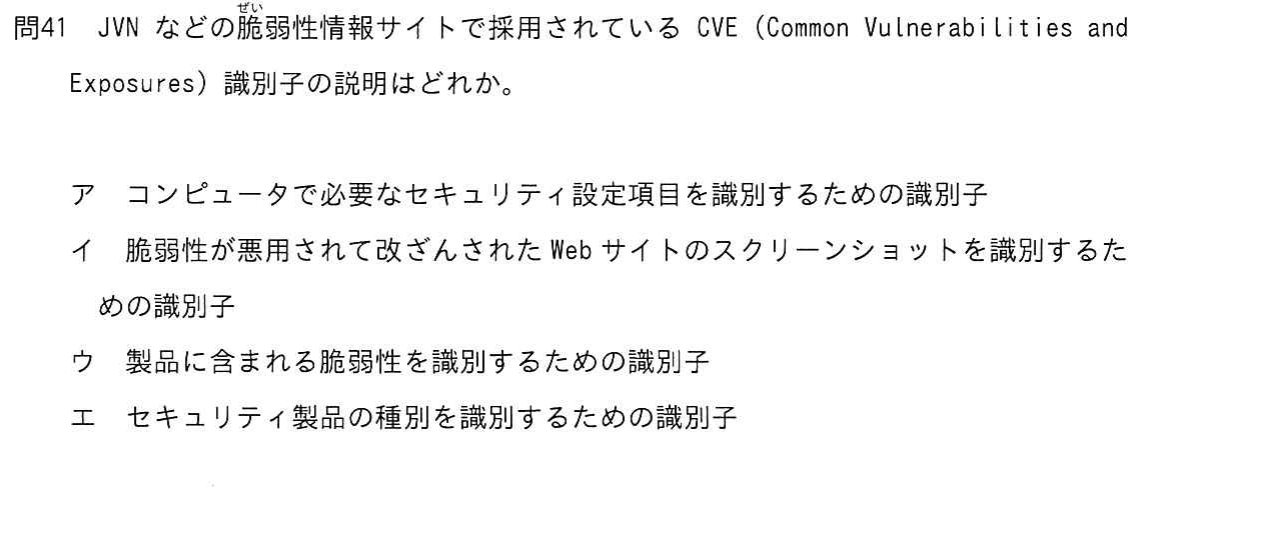 ぜい
問41 JVN などの脆弱性情報サイトで採用されている CVE (Common Vulnerabilities and
Exposures) 識別子の説明はどれか。
ア コンピュータで必要なセキュリティ設定項目を識別するための識別子
イ 脆弱性が悪用されて改ざんされた Web サイトのスクリーンショットを識別するた
めの識別子
ウ 製品に含まれる脆弱性を識別するための識別子
エ セキュリティ製品の種別を識別するための識別子